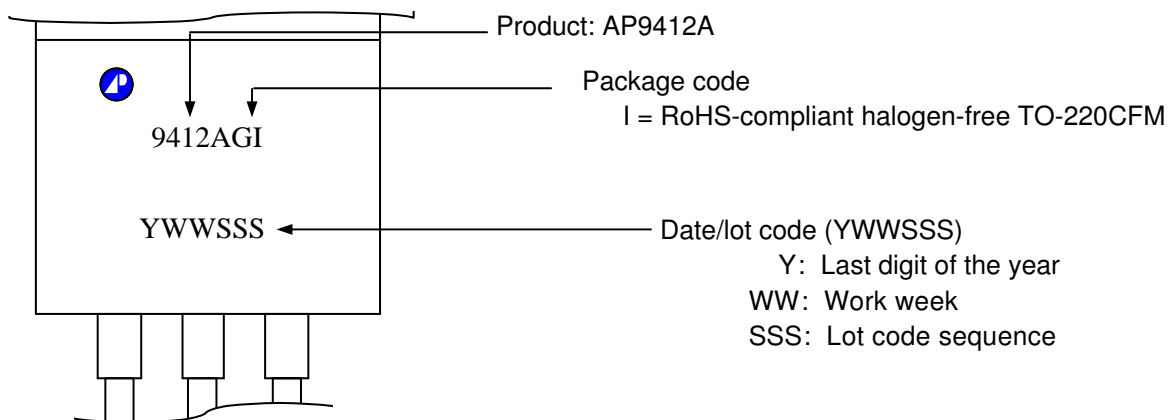 Product: AP9412A
Package code
I = RoHS-compliant halogen-free TO-220CFM
9412AGI
YWWSSS
Date/lot code (YWWSSS)
Y: Last digit of the year
WW: Work week
SSS: Lot code sequence